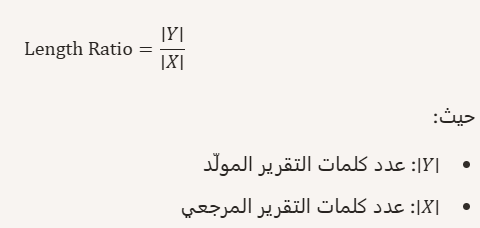 Length Ratio = |Y| / |X|
حيث:
• |Y|: عدد كلمات التقرير المولّد
• |X|: عدد كلمات التقرير المرجعي